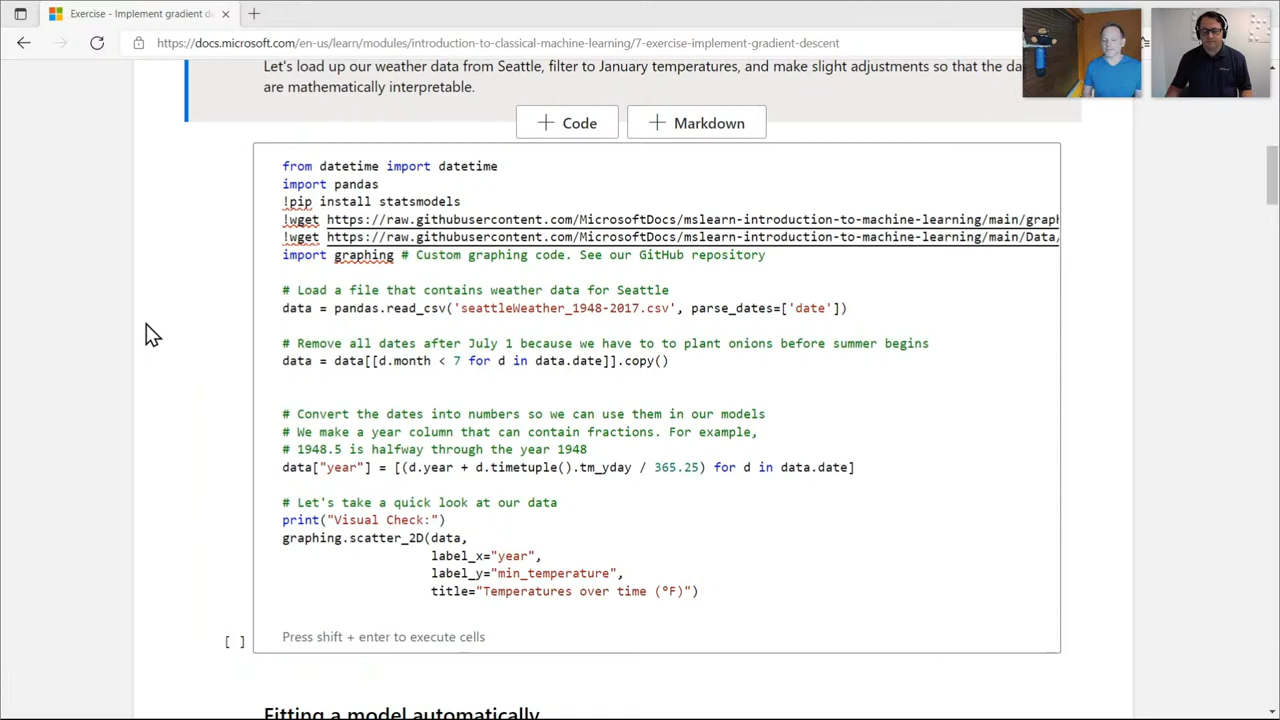 Exercise - Implement gradient de
https://docs.microsoft.com/en-us/learn/modules/introduction-to-classical-machine-learning/7-exercise-implement-gradient-descent
Let's load up our weather data from Seattle, filter to January temperatures, and make slight adjustments so that the da
are mathematically interpretable.
+ Code + Markdown
from datetime import datetime
import pandas
!pip install statsmodels
!wget https://raw.githubusercontent.com/MicrosoftDocs/mslearn-introduction-to-machine-learning/main/graph
!wget https://raw.githubusercontent.com/MicrosoftDocs/mslearn-introduction-to-machine-learning/main/Data/
import graphing # Custom graphing code. See our GitHub repository
# Load a file that contains weather data for Seattle
data = pandas.read_csv('seattleWeather_1948-2017.csv', parse_dates=['date'])
# Remove all dates after July 1 because we have to to plant onions before summer begins
data = data[[d.month < 7 for d in data.date]].copy()
# Convert the dates into numbers so we can use them in our models
# We make a year column that can contain fractions. For example,
# 1948.5 is halfway through the year 1948
data["year"] = [(d.year + d.timetuple().tm_yday / 365.25) for d in data.date]
# Let's take a quick look at our data
print("Visual Check:")
graphing.scatter_2D(data,
label_x="year",
label_y="min_temperature",
title="Temperatures over time (°F)")
[ ] Press shift + enter to execute cells
Fitting a model automatically